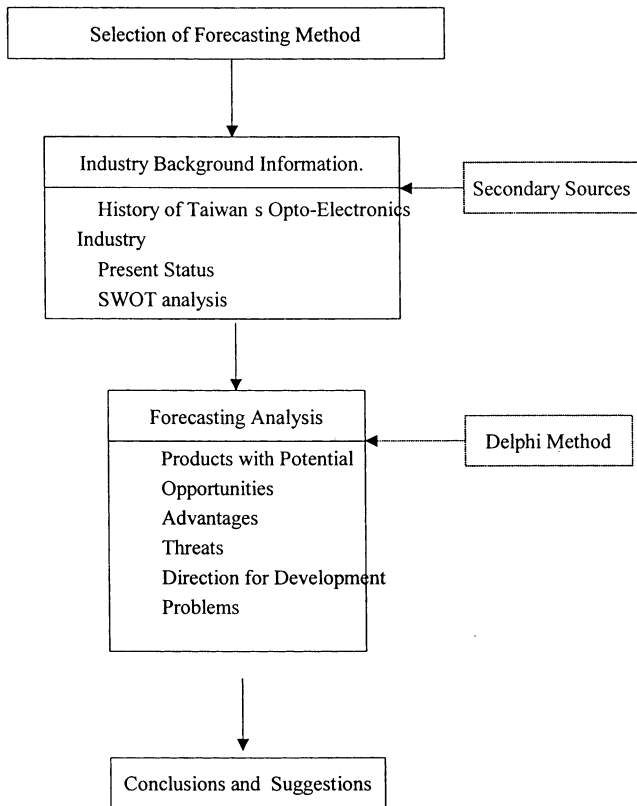 Selection of Forecasting Method
Industry Background Information.
Secondary Sources
History of Taiwan s Opto-Electronics
Industry
Present Status
SWOT analysis
Forecasting Analysis
Delphi Method
Products with Potential
Opportunities
Advantages
Threats
Direction for Development
Problems
Conclusions and Suggestions